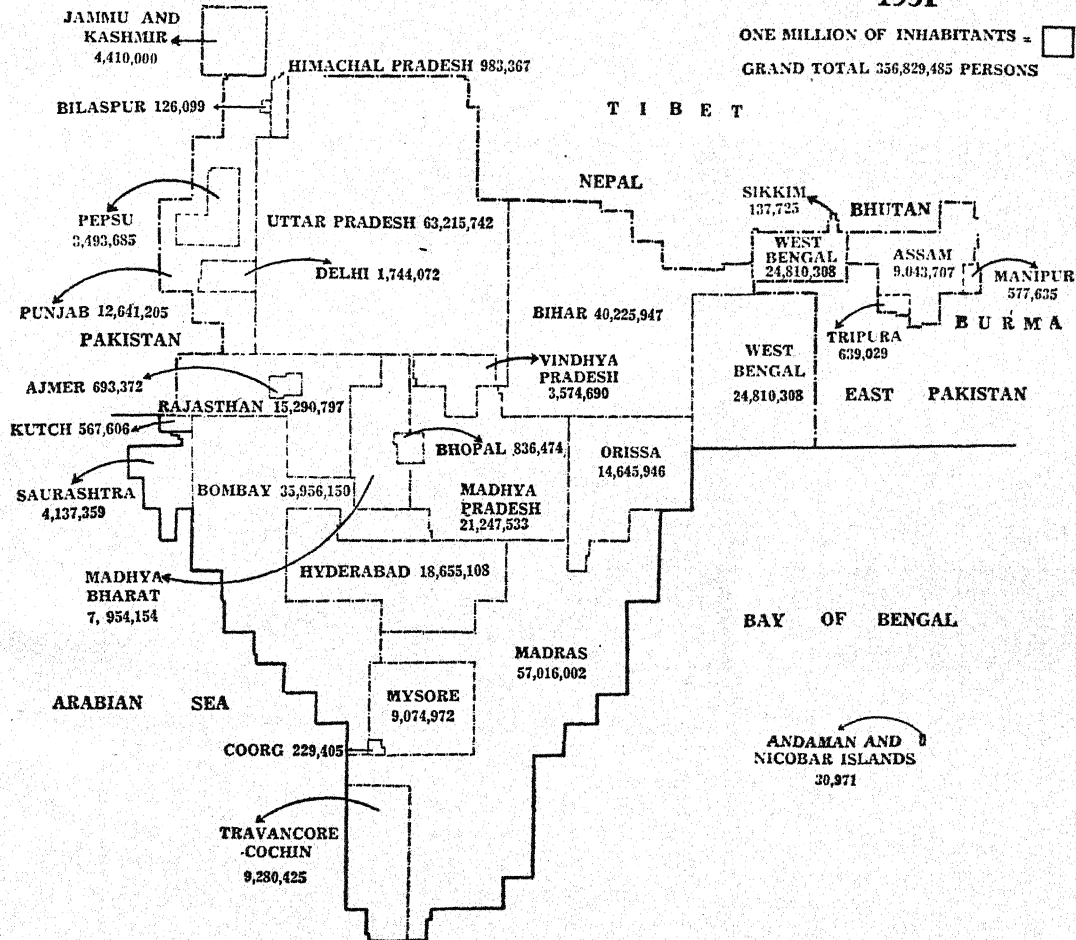 1951
ONE MILLION OF INHABITANTS =
GRAND TOTAL 356,829,485 PERSONS
JAMMU AND
KASHMIR
4,410,000
HIMACHAL PRADESH 983,367
BILASPUR 126,099
TIBET
NEPAL
SIKKIM
137,725
BHUTAN
PEPSU
3,493,685
UTTAR PRADESH 63,215,742
WEST
BENGAL
24,810,308
ASSAM
9,043,707
MANIPUR
577,635
DELHI 1,744,072
PUNJAB 12,641,205
BIHAR 40,225,947
BURMA
PAKISTAN
TRIPURA
639,029
WEST
BENGAL
24,810,308
VINDHYA
PRADESH
3,574,690
EAST PAKISTAN
AJMER 693,372
RAJASTHAN 15,290,797
KUTCH 567,606
BHOPAL 836,474
ORISSA
14,645,946
SAURASHTRA
4,137,359
BOMBAY 35,956,150
MADHYA
PRADESH
21,247,533
HYDERABAD 18,655,108
MADHYA
BHARAT
7, 954,154
BAY OF BENGAL
MADRAS
57,016,002
ARABIAN SEA
MYSORE
9,074,972
COORG 229,405
ANDAMAN AND
NICOBAR ISLANDS
30,971
TRAVANCORE
-COCHIN
9,280,425